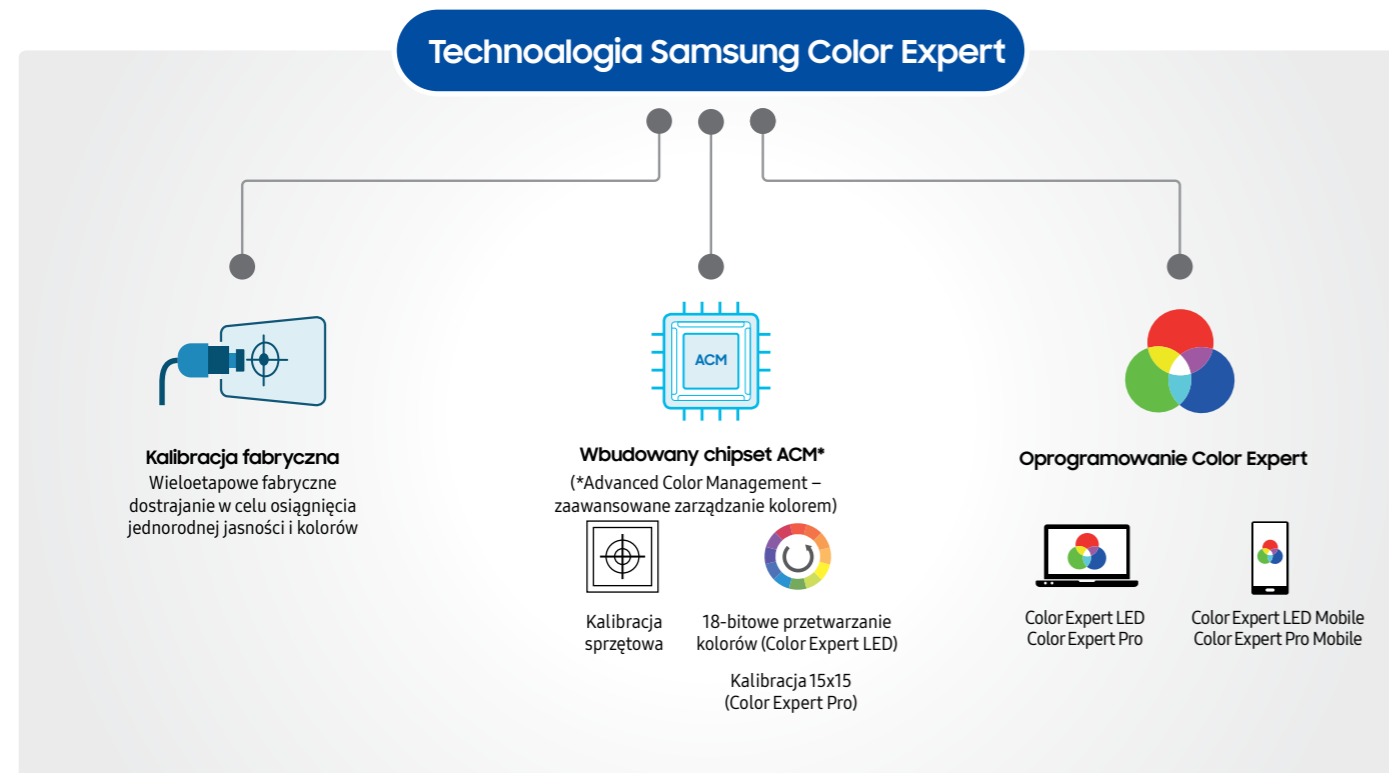 Technoalogia Samsung Color Expert
ACM
Kalibracja fabryczna
Wieloetapowe fabryczne
dostrajanie w celu osiągnięcia
jednorodnej jasności i kolorów
Wbudowany chipset ACM*
(*Advanced Color Management –
zaawansowane zarządzanie kolorem)
Kalibracja
sprzętowa
18-bitowe przetwarzanie
kolorów (Color Expert LED)
Kalibracja 15x15
(Color Expert Pro)
Oprogramowanie Color Expert
Color Expert LED
Color Expert Pro
Color Expert LED Mobile
Color Expert Pro Mobile